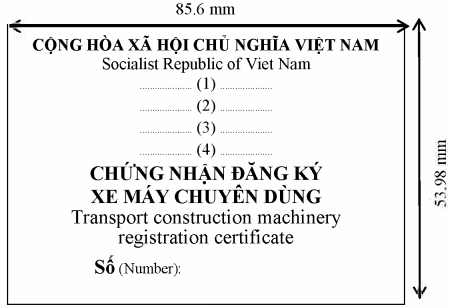 85.6 mm
CỘNG HÒA XÃ HỘI CHỦ NGHĨA VIỆT NAM
Socialist Republic of Viet Nam
.................... (1) ....................
.................... (2) ....................
.................... (3) ....................
.................... (4) ....................
CHỨNG NHẬN ĐĂNG KÝ
XE MÁY CHUYÊN DÙNG
Transport construction machinery
registration certificate
Số (Number):
53.98 mm